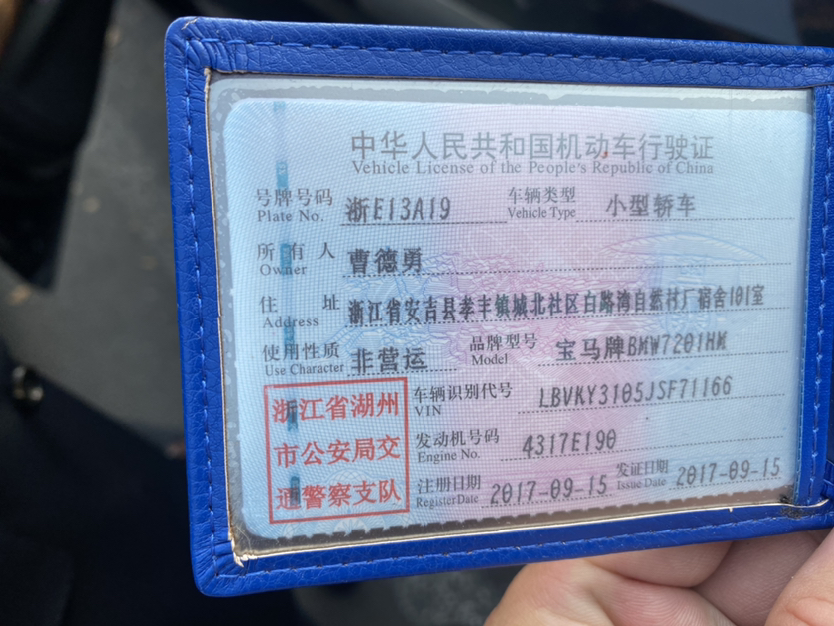 中华人民共和国机动车行驶证
Vehicle License of the People's Republic of China
号牌号码 浙E13A19 车辆类型 小型轿车
Plate No. Vehicle Type
所有人 曹德勇
Owner
住址 浙江省安吉县孝丰镇城北社区白路湾自然村厂宿舍101室
Address
使用性质 非营运 品牌型号 宝马牌BMW7201HM
Use Character Model
浙江省湖州
市公安局交
通警察支队
车辆识别代号 LBVKY3105JSF71166
VIN
发动机号码 4317E190
Engine No.
注册日期 2017-09-15 发证日期 2017-09-15
Register Date Issue Date